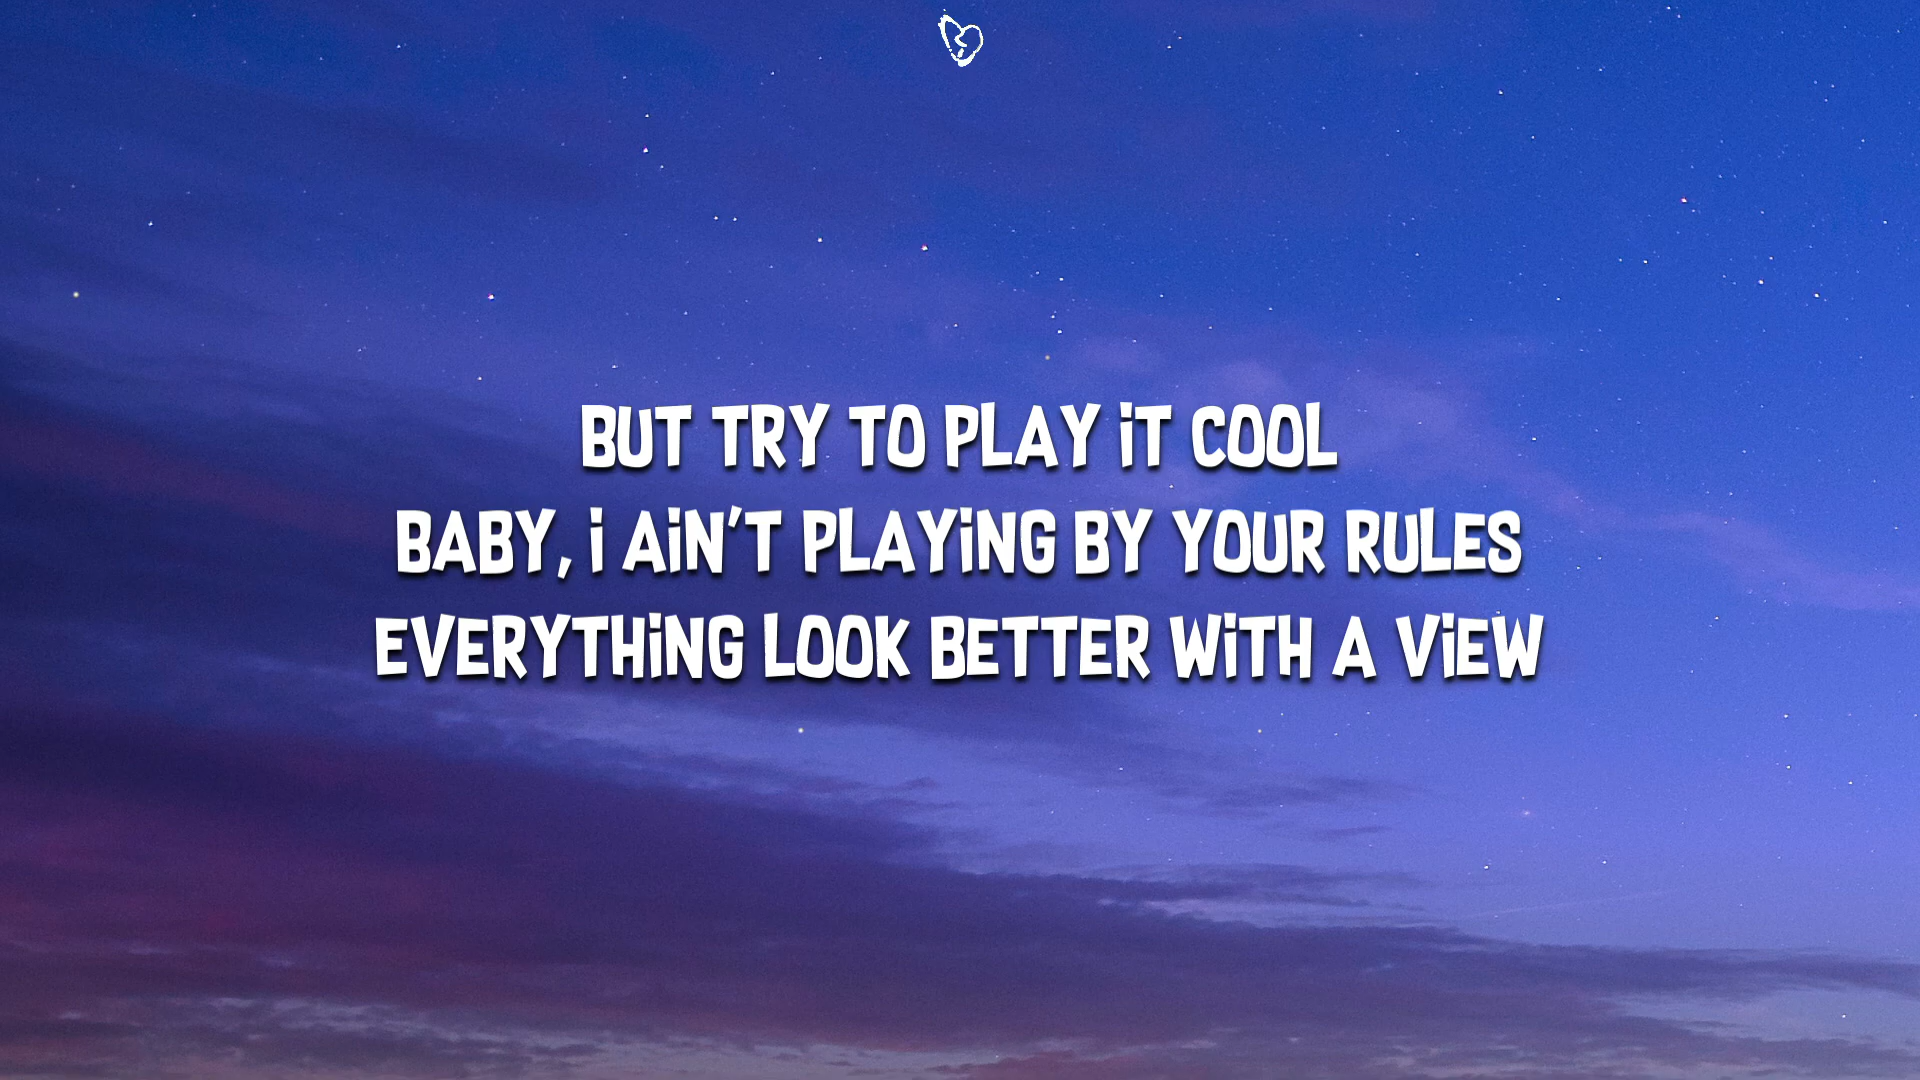 BUT TRY TO PLAY iT COOL
BABY, i AiN'T PLAYiNG BY YOUR RULES
EVERYTHiNG LOOK BETTER WiTH A ViEW